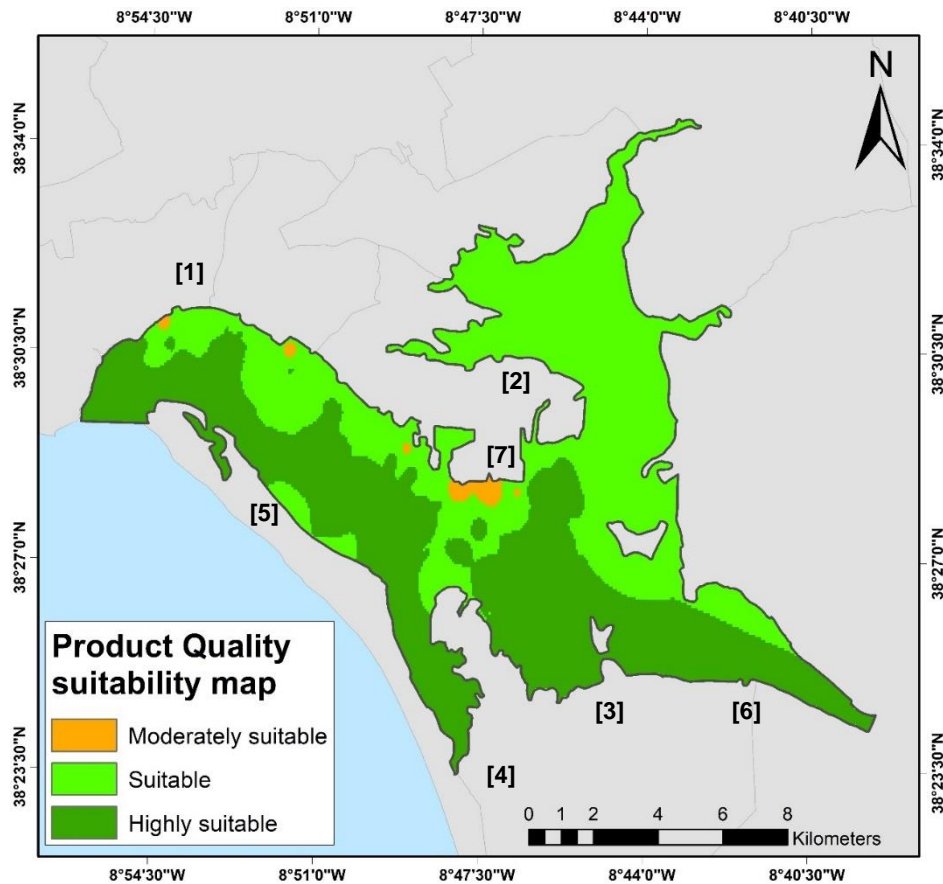 8°54'30"W 8°51'0"W 8°47'30"W 8°44'0"W 8°40'30"W
N
38°34'0"N
38°34'0"N
[1]
38°30'30"N
38°30'30"N
[2]
[7]
[5]
38°27'0"N
38°27'0"N
Product Quality
suitability map
Moderately suitable
Suitable
Highly suitable
[3]
[6]
[4]
38°23'30"N
38°23'30"N
0 1 2 4 6 8
Kilometers
8°54'30"W 8°51'0"W 8°47'30"W 8°44'0"W 8°40'30"W